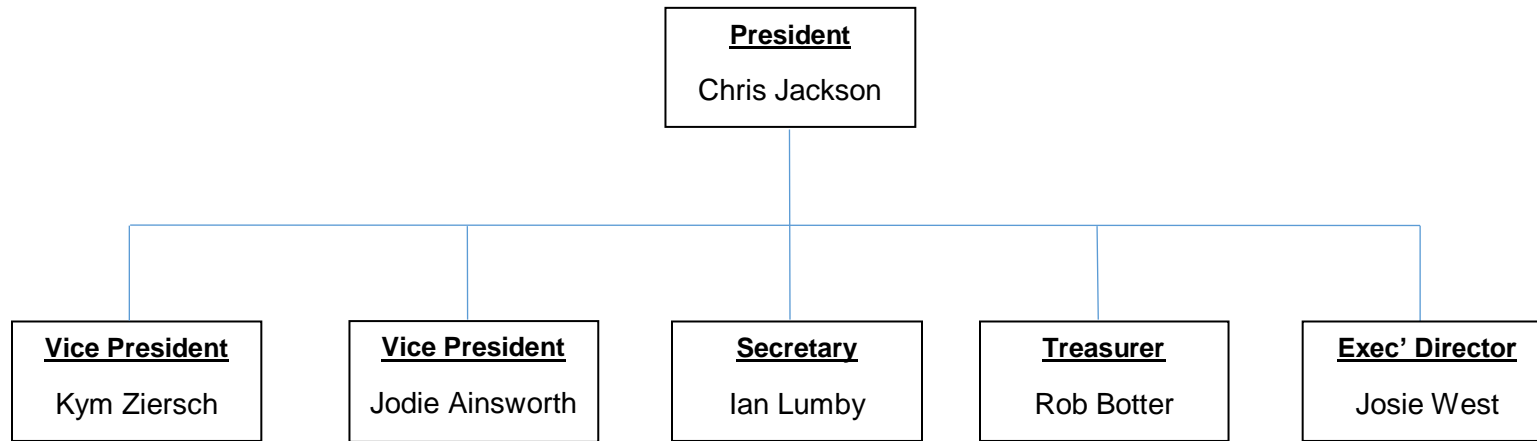 President
Chris Jackson
Vice President
Kym Ziersch
Vice President
Jodie Ainsworth
Secretary
Ian Lumby
Treasurer
Rob Botter
Exec’ Director
Josie West